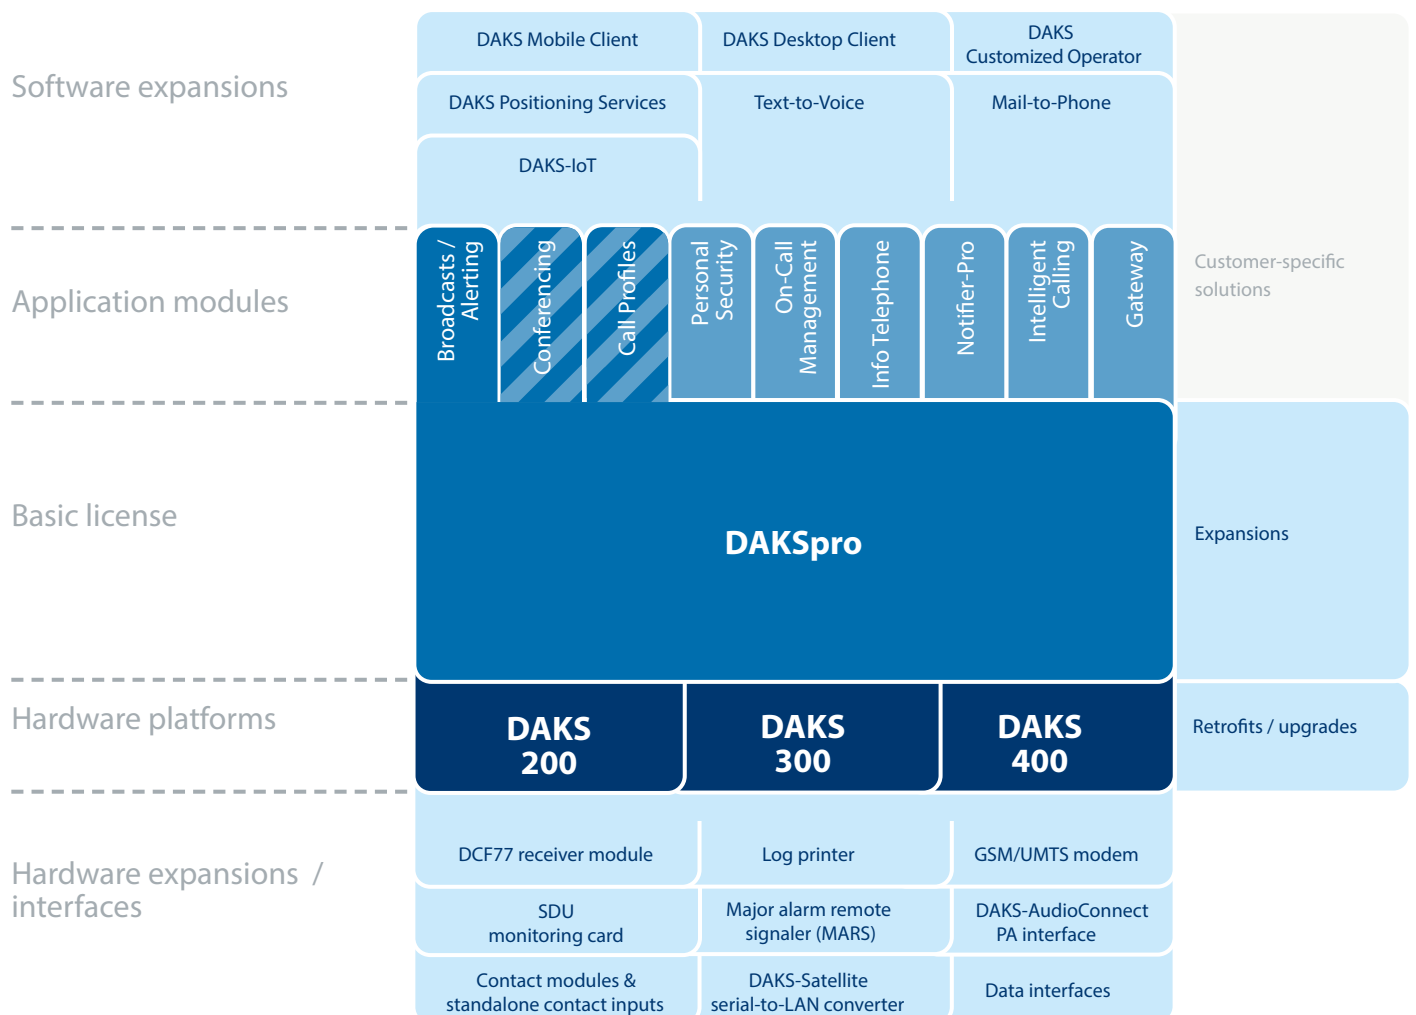 DAKS Mobile Client
DAKS Desktop Client
DAKS
Customized Operator
Software expansions
DAKS Positioning Services
Text-to-Voice
Mail-to-Phone
DAKS-IoT
Application modules
Broadcasts /
Alerting
Conferencing
Call Profiles
Personal
Security
On-Call
Management
Info Telephone
Notifier-Pro
Intelligent
Calling
Gateway
Customer-specific
solutions
Basic license
DAKSpro
Expansions
Hardware platforms
DAKS
200
DAKS
300
DAKS
400
Retrofits / upgrades
Hardware expansions /
interfaces
DCF77 receiver module
Log printer
GSM/UMTS modem
SDU
monitoring card
Major alarm remote
signaler (MARS)
DAKS-AudioConnect
PA interface
Contact modules &
standalone contact inputs
DAKS-Satellite
serial-to-LAN converter
Data interfaces